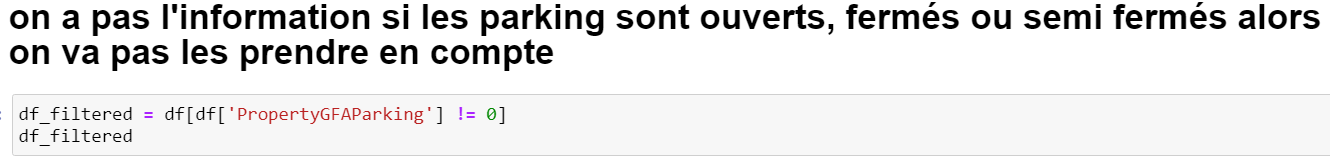 on a pas l'information si les parking sont ouverts, fermés ou semi fermés alors
on va pas les prendre en compte
: df_filtered = df[df['PropertyGFAParking'] != 0]
df_filtered